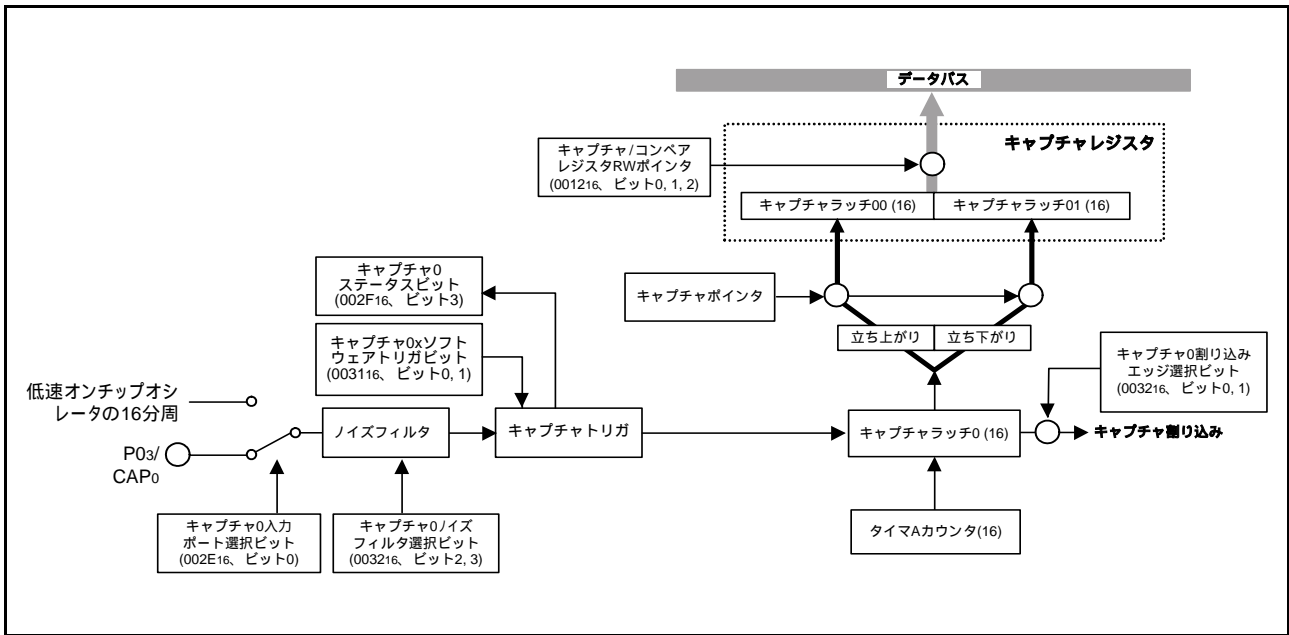 データバス
キャプチャレジスタ
キャプチャ/コンペア
レジスタRWポインタ
(001216、ビット0, 1, 2)
キャプチャラッチ00 (16)
キャプチャラッチ01 (16)
キャプチャ0
ステータスビット
(002F16、ビット3)
キャプチャポインタ
立ち上がり
立ち下がり
キャプチャ0xソフト
ウェアトリガビット
(003116、ビット0, 1)
キャプチャ0割り込み
エッジ選択ビット
(003216、ビット0, 1)
低速オンチップオシ
レータの16分周
ノイズフィルタ
キャプチャトリガ
キャプチャラッチ0 (16)
キャプチャ割り込み
P03/
CAP0
キャプチャ0入力
ポート選択ビット
(002E16、ビット0)
キャプチャ0ノイズ
フィルタ選択ビット
(003216、ビット2, 3)
タイマAカウンタ(16)